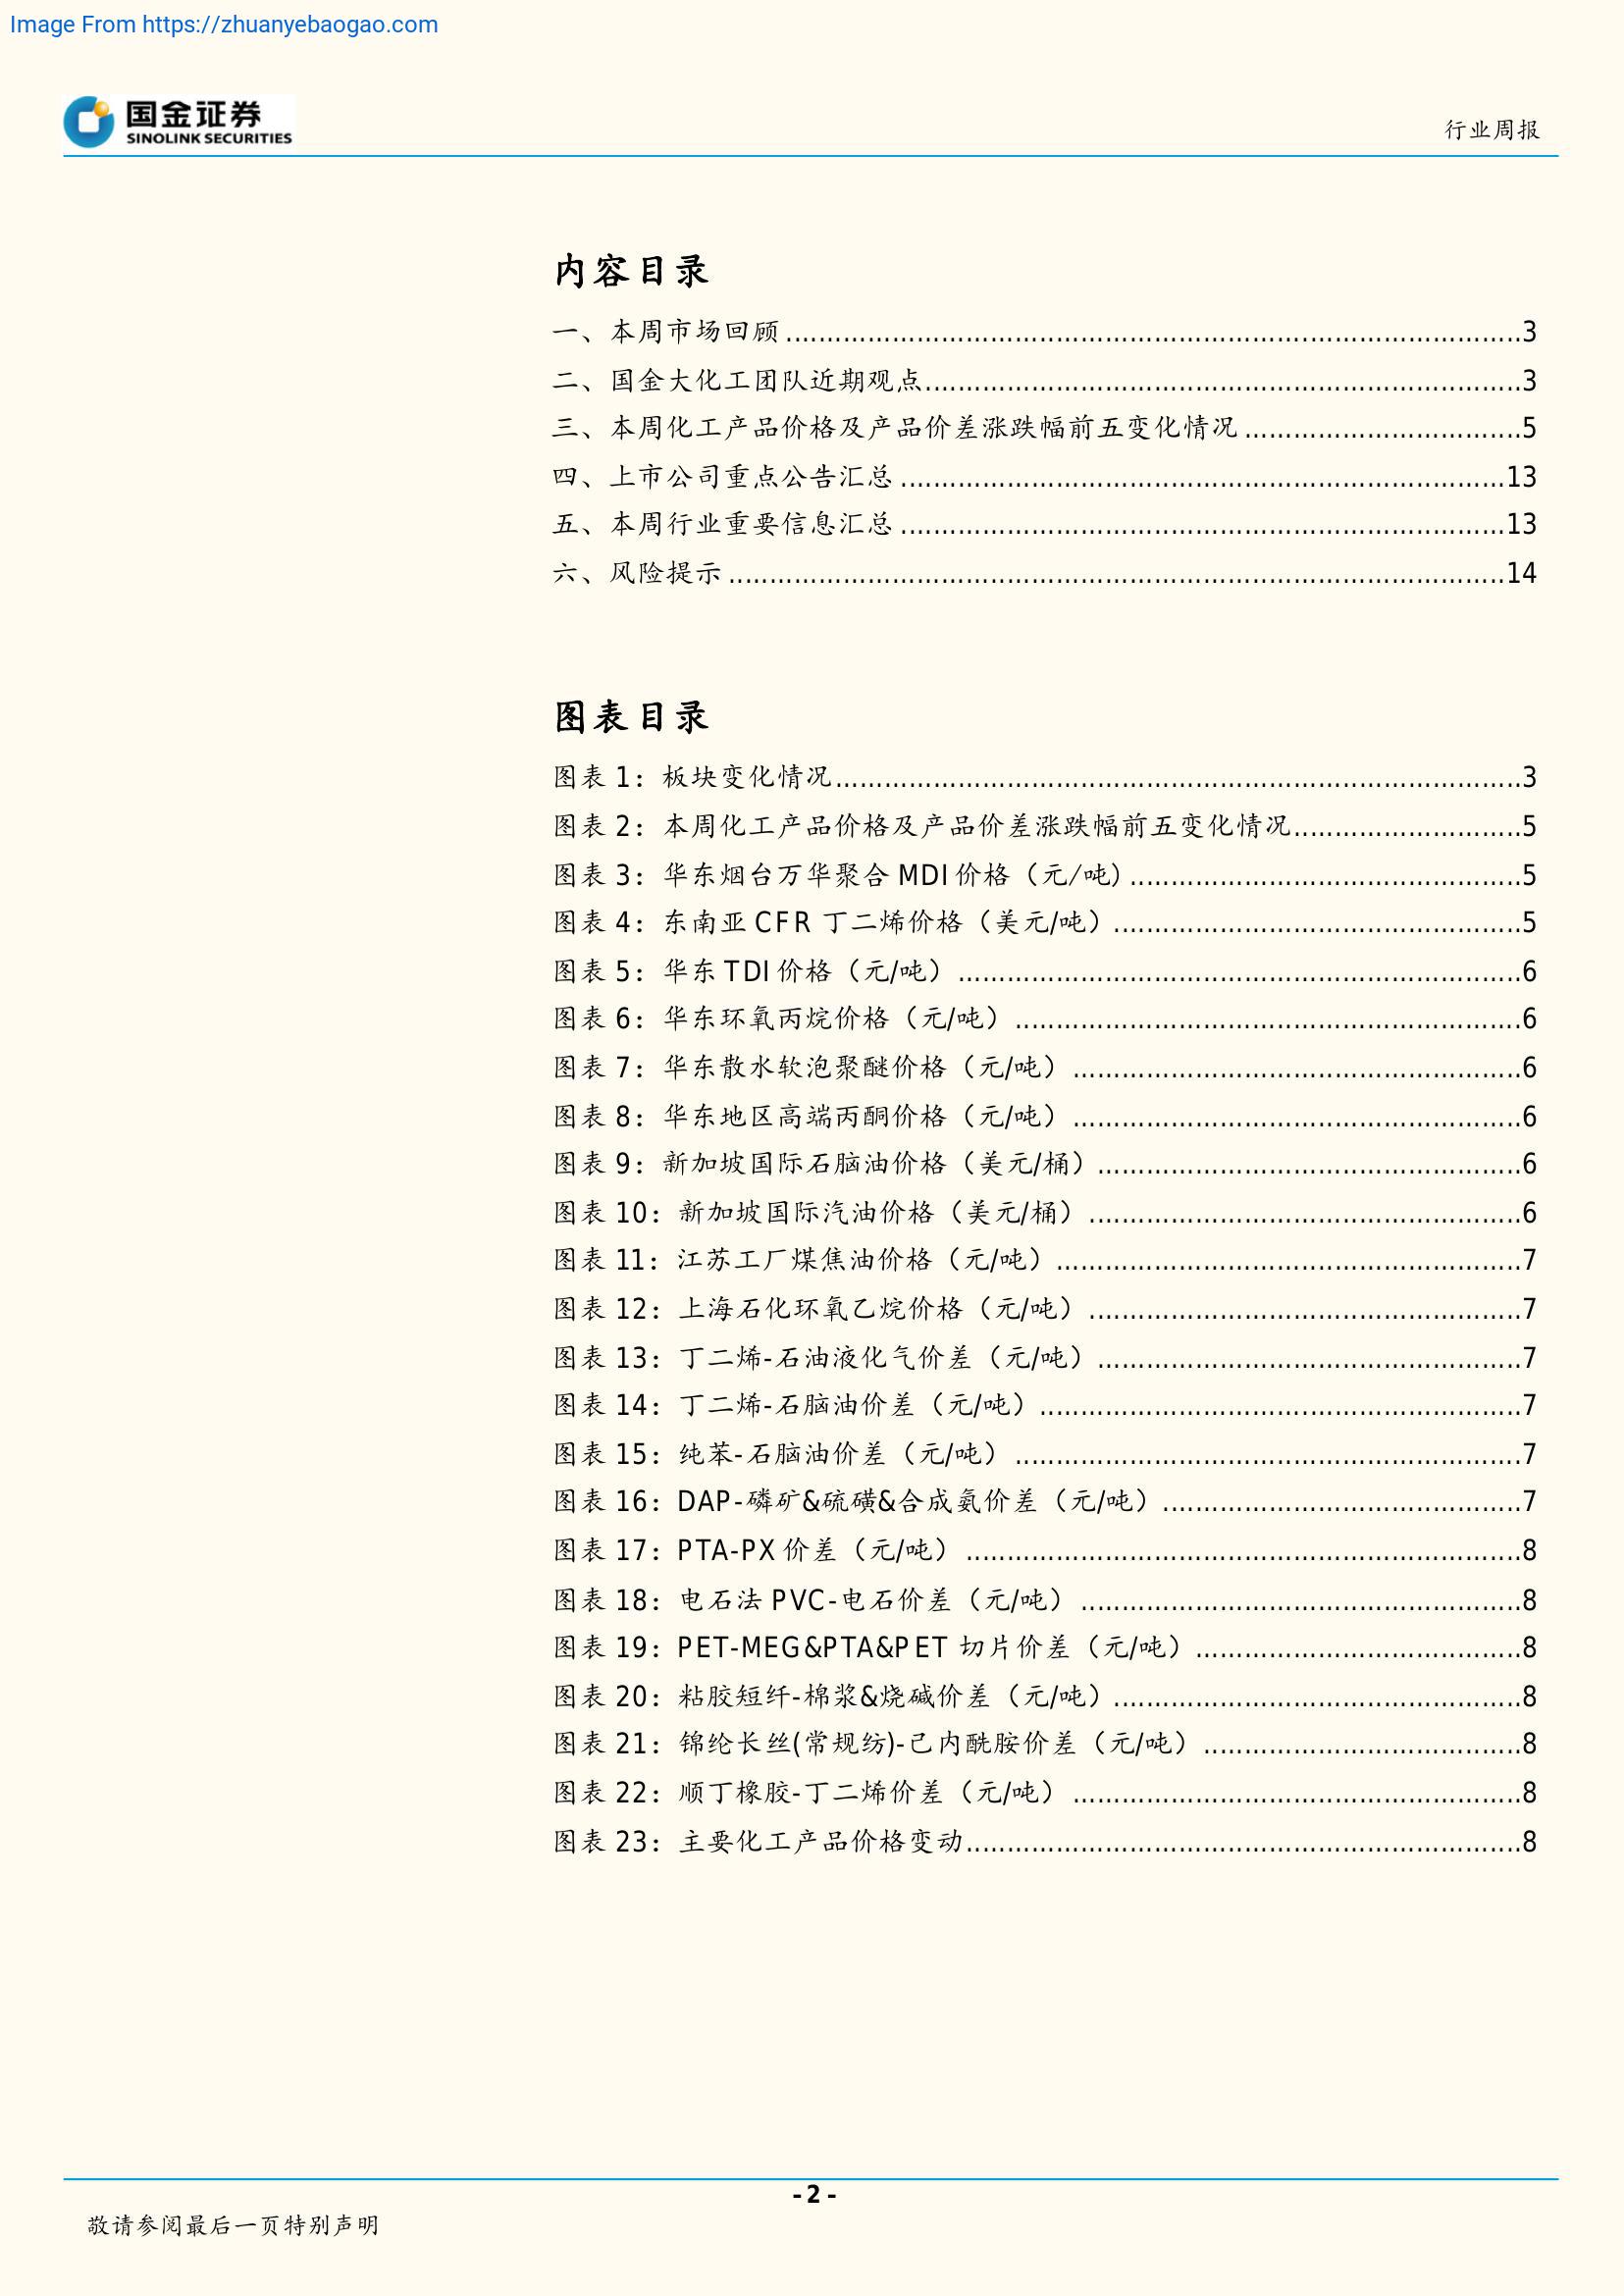 Image From https://zhuanyebaogao.com
国金证券
SINOLINK SECURITIES
行业周报
内容目录
一、本周市场回顾.......................................................................................3
二、国金大化工团队近期观点.......................................................................3
三、本周化工产品价格及产品价差涨跌幅前五变化情况..................................5
四、上市公司重点公告汇总.........................................................................13
五、本周行业重要信息汇总.........................................................................13
六、风险提示.............................................................................................14
图表目录
图表 1：板块变化情况.................................................................................3
图表 2：本周化工产品价格及产品价差涨跌幅前五变化情况...........................5
图表 3：华东烟台万华聚合 MDI 价格（元/吨)...............................................5
图表 4：东南亚 CFR 丁二烯价格（美元/吨）.................................................5
图表 5：华东 TDI 价格（元/吨）...................................................................6
图表 6：华东环氧丙烷价格（元/吨）............................................................6
图表 7：华东散水软泡聚醚价格（元/吨）.....................................................6
图表 8：华东地区高端丙酮价格（元/吨）.....................................................6
图表 9：新加坡国际石脑油价格（美元/桶）..................................................6
图表 10：新加坡国际汽油价格（美元/桶）...................................................6
图表 11：江苏工厂煤焦油价格（元/吨）.......................................................7
图表 12：上海石化环氧乙烷价格（元/吨）...................................................7
图表 13：丁二烯-石油液化气价差（元/吨）..................................................7
图表 14：丁二烯-石脑油价差（元/吨）.........................................................7
图表 15：纯苯-石脑油价差（元/吨）............................................................7
图表 16：DAP-磷矿&硫磺&合成氨价差（元/吨）..........................................7
图表 17：PTA-PX 价差（元/吨）..................................................................8
图表 18：电石法 PVC-电石价差（元/吨）....................................................8
图表 19：PET-MEG&PTA&PET 切片价差（元/吨）......................................8
图表 20：粘胶短纤-棉浆&烧碱价差（元/吨）................................................8
图表 21：锦纶长丝(常规纺)-己内酰胺价差（元/吨）.....................................8
图表 22：顺丁橡胶-丁二烯价差（元/吨）.....................................................8
图表 23：主要化工产品价格变动..................................................................8
- 2 -
敬请参阅最后一页特别声明